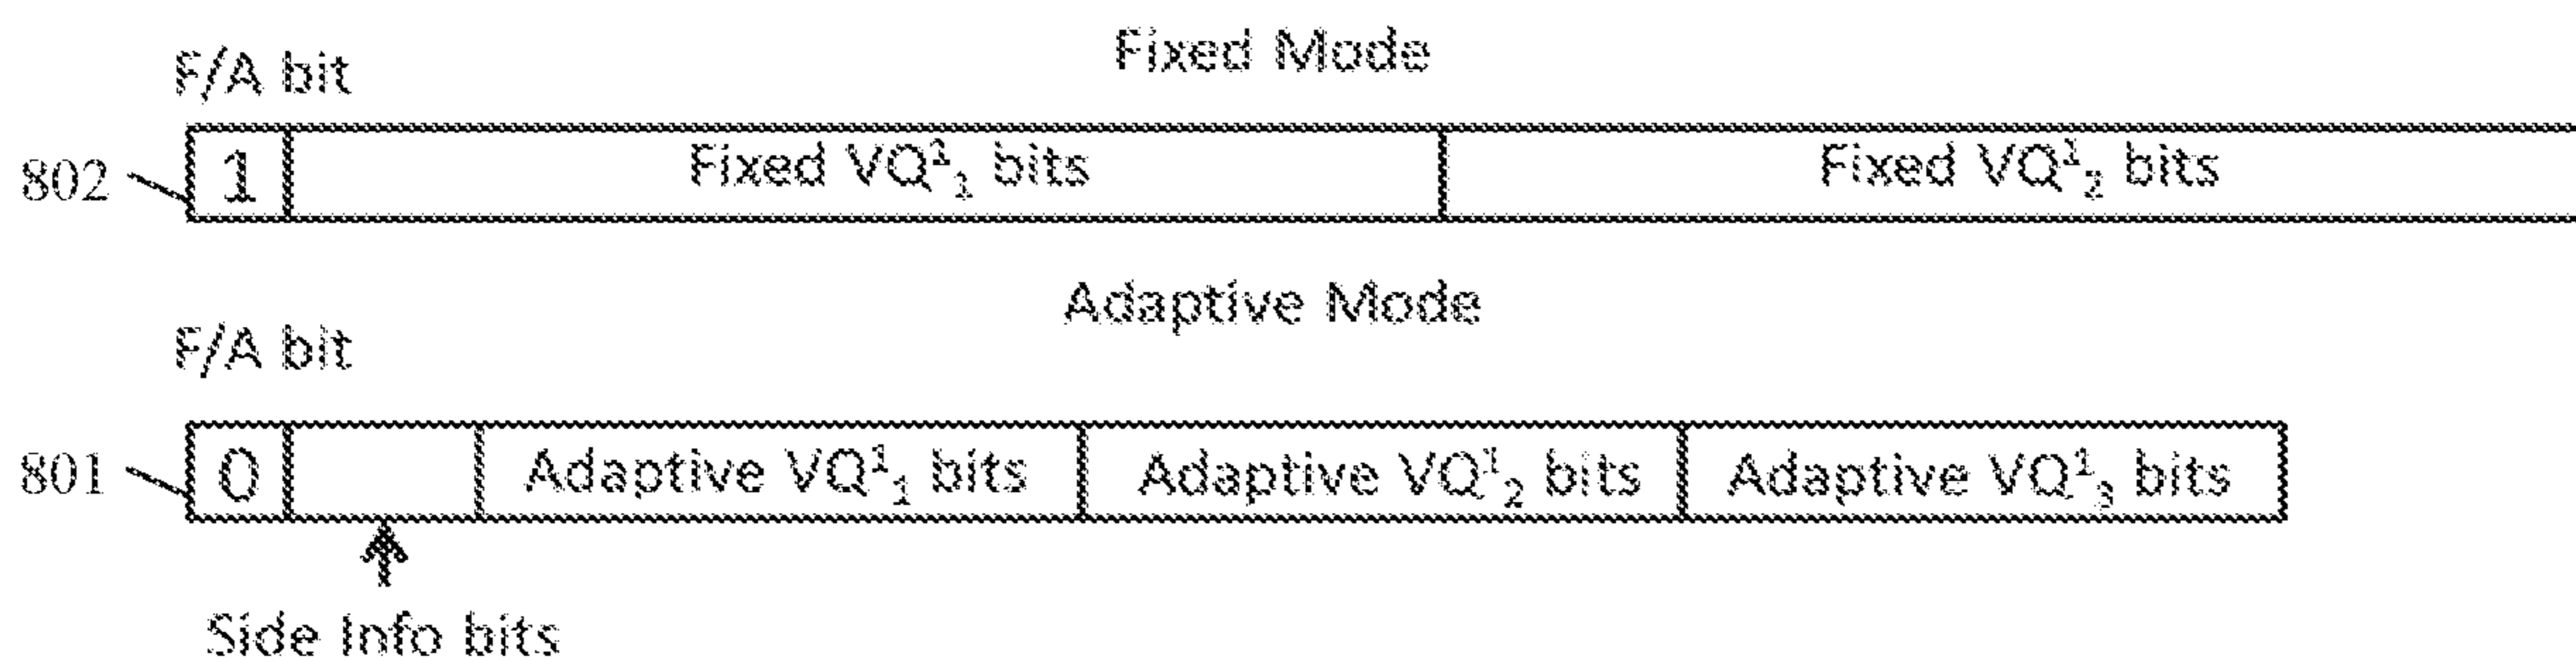 Fixed Mode
F/A bit
802 1 Fixed VQ¹₁ bits Fixed VQ¹₂ bits
Adaptive Mode
F/A bit
801 0 Adaptive VQ¹₁ bits Adaptive VQ¹₂ bits Adaptive VQ¹₃ bits
Side Info bits